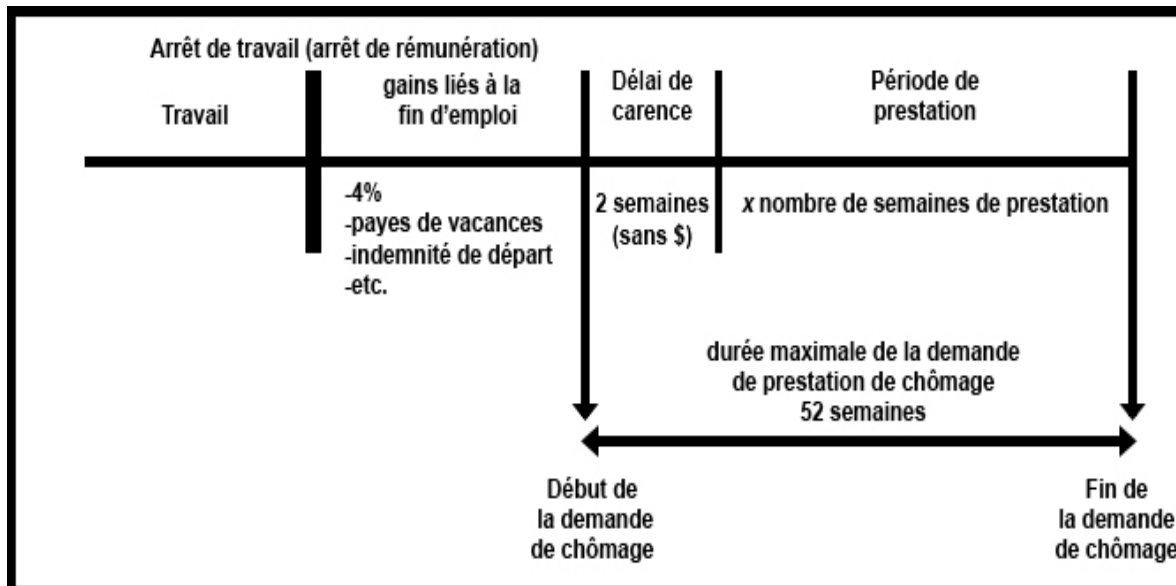 Arrêt de travail (arrêt de rémunération)
Travail
gains liés à la
fin d'emploi
Délai de
carence
Période de
prestation
-4%
-payes de vacances
-indemnité de départ
-etc.
2 semaines
(sans $)
x nombre de semaines de prestation
durée maximale de la demande
de prestation de chômage
52 semaines
Début de
la demande
de chômage
Fin de
la demande
de chômage